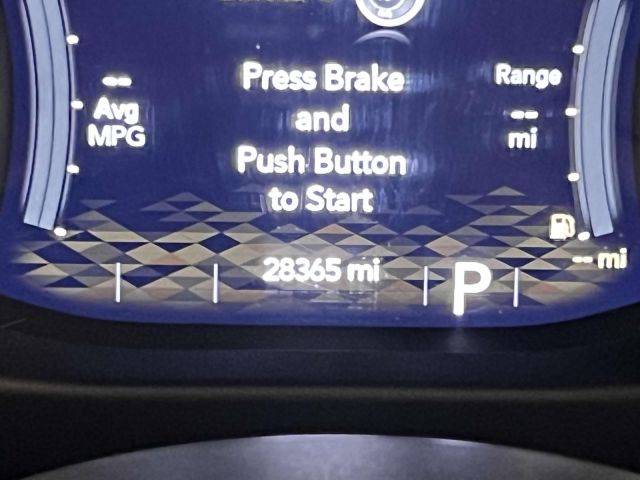 Press Brake
and
Push Button
to Start
--
Avg
MPG
Range
--
mi
28365 mi
P
-- mi